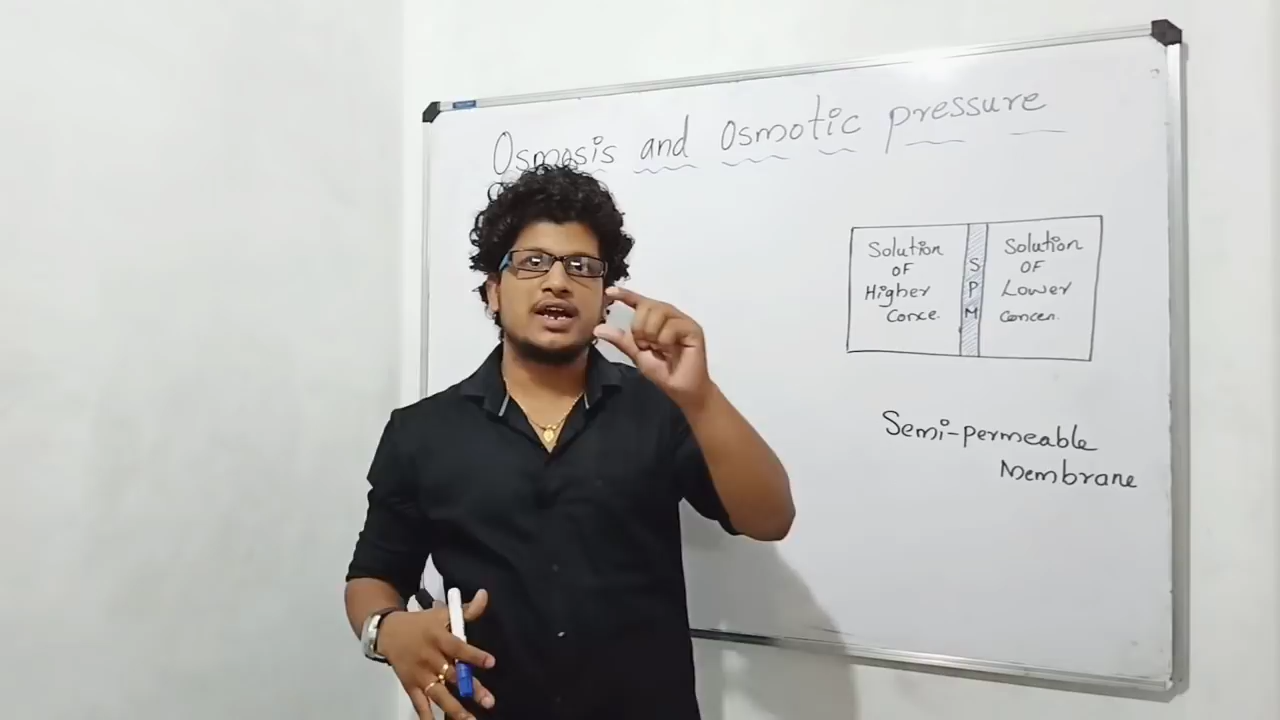 Osmosis and Osmotic pressure
Solution
OF
Higher
Conce.
S
P
M
Solution
OF
Lower
Concen.
Semi-permeable
Membrane